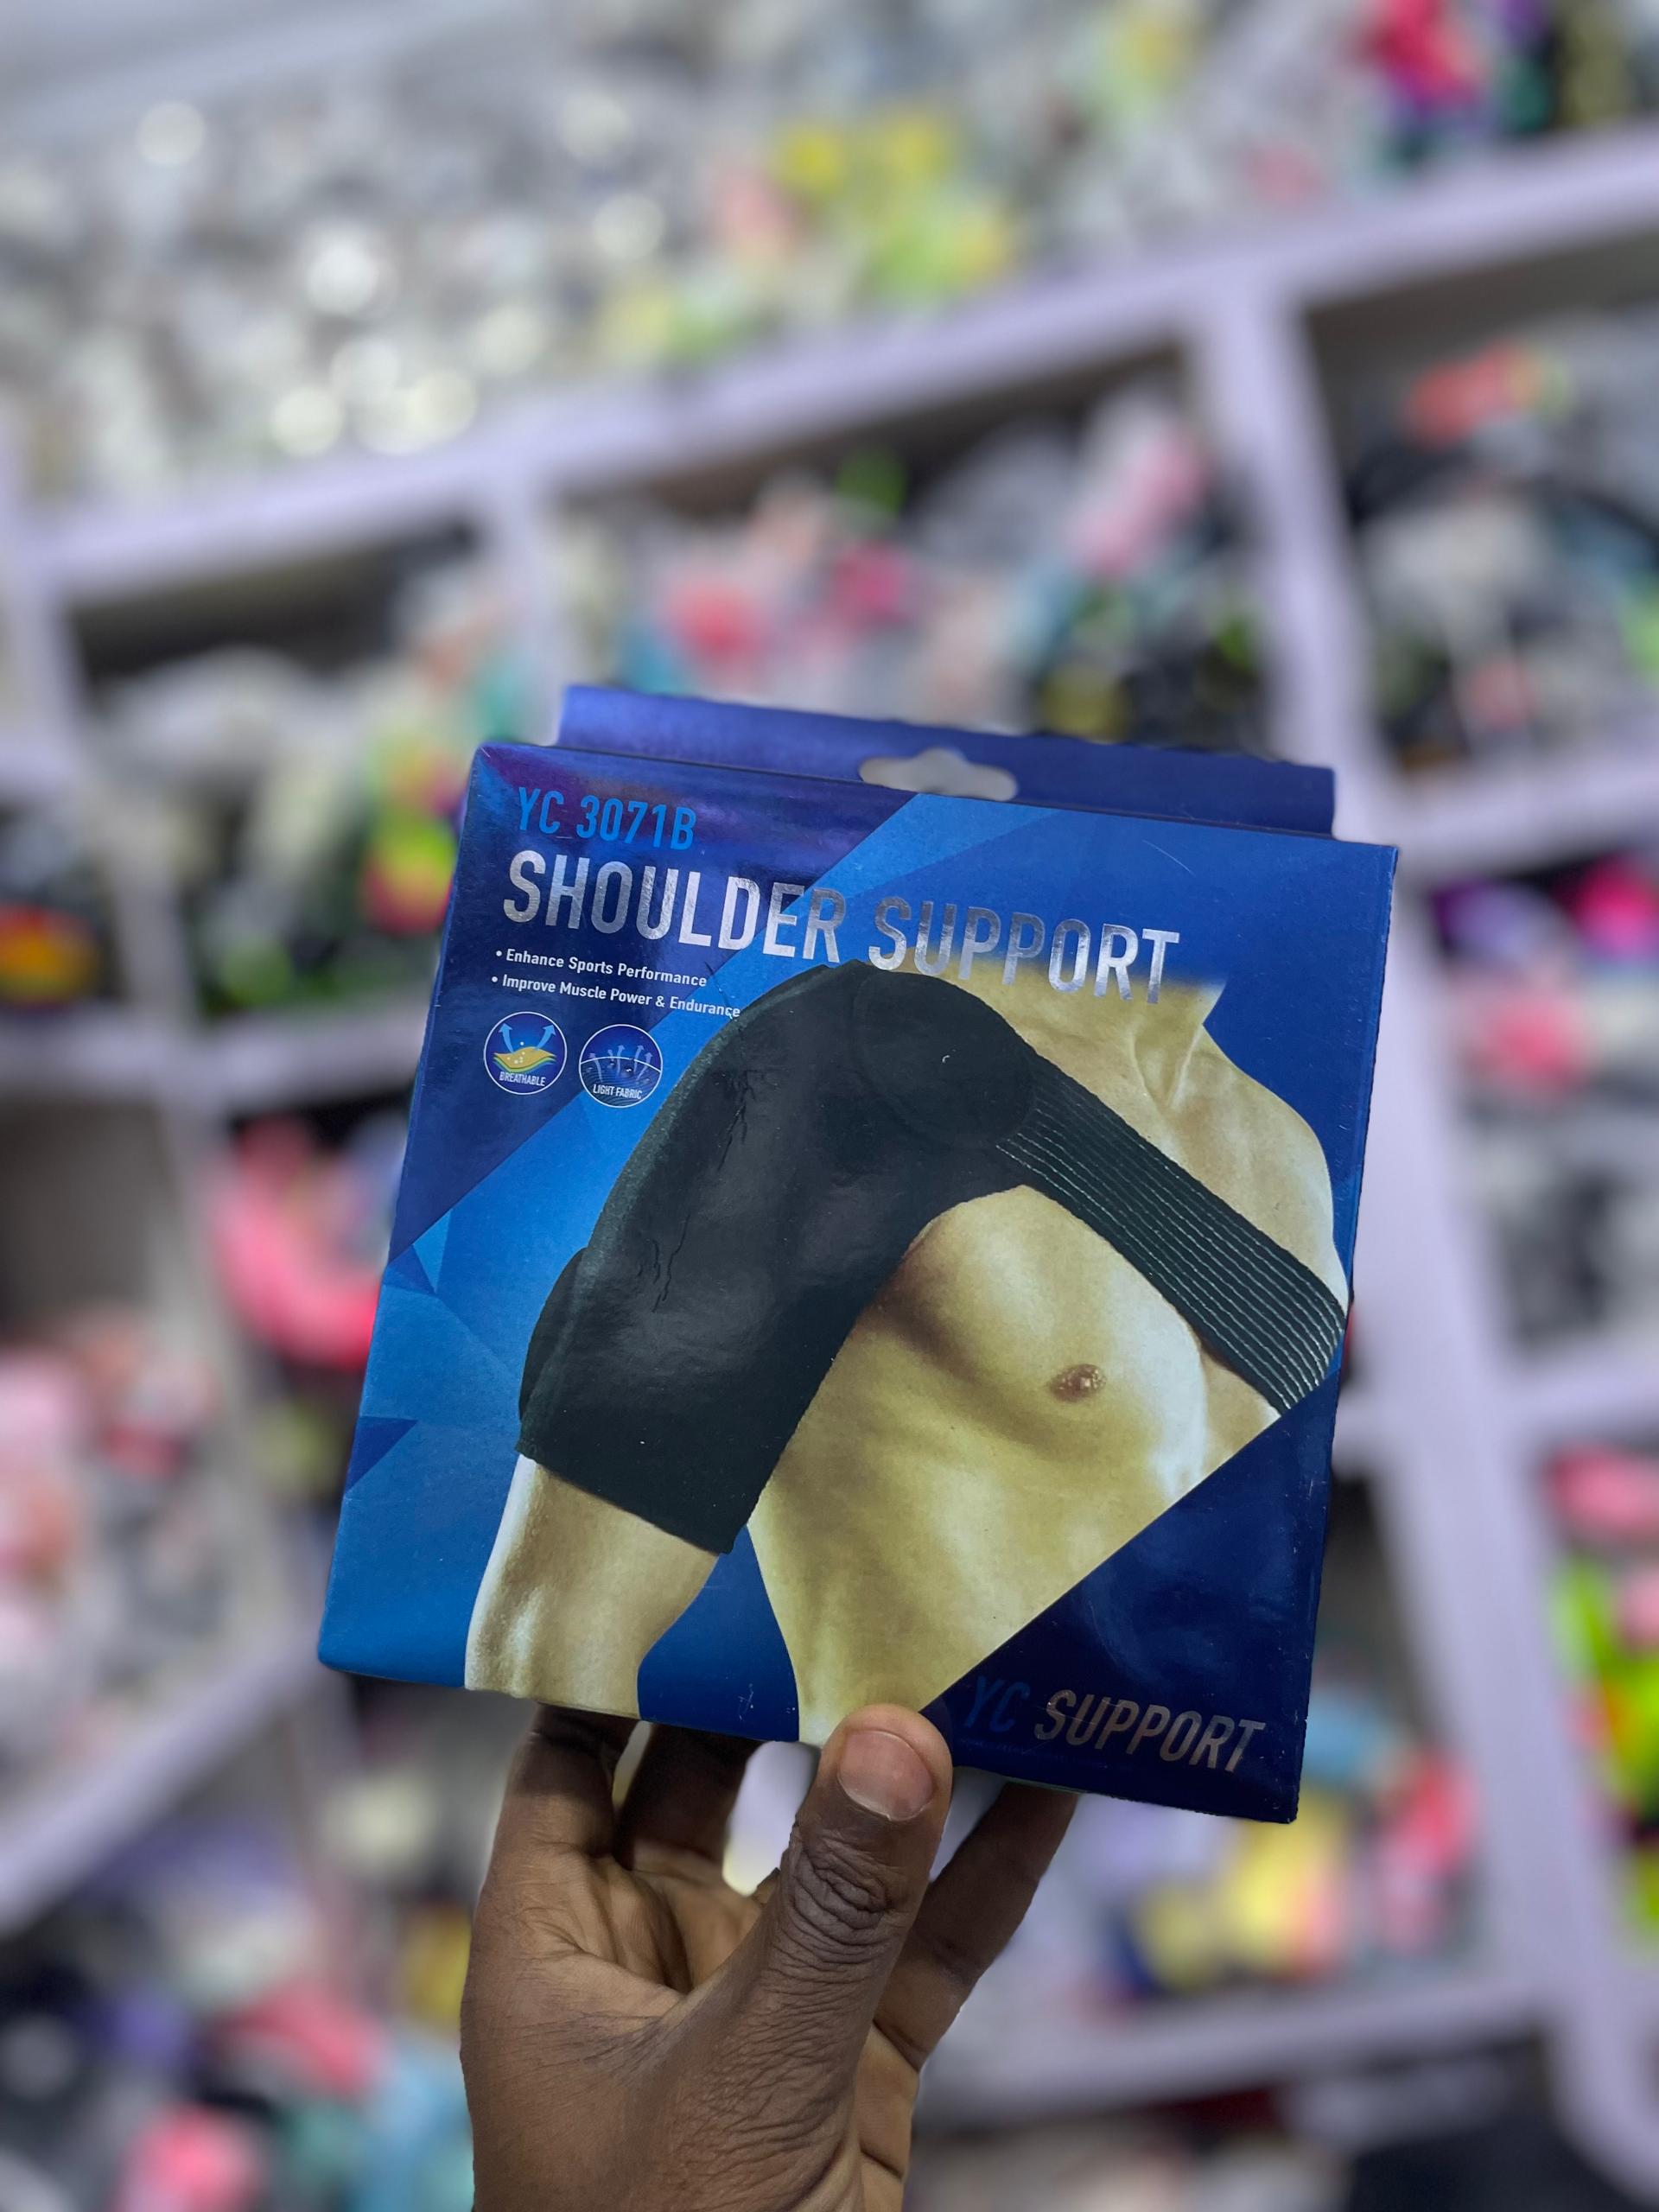 YC 3071B
SHOULDER SUPPORT
• Enhance Sports Performance
• Improve Muscle Power & Endurance
BREATHABLE
LIGHT FABRIC
YC SUPPORT